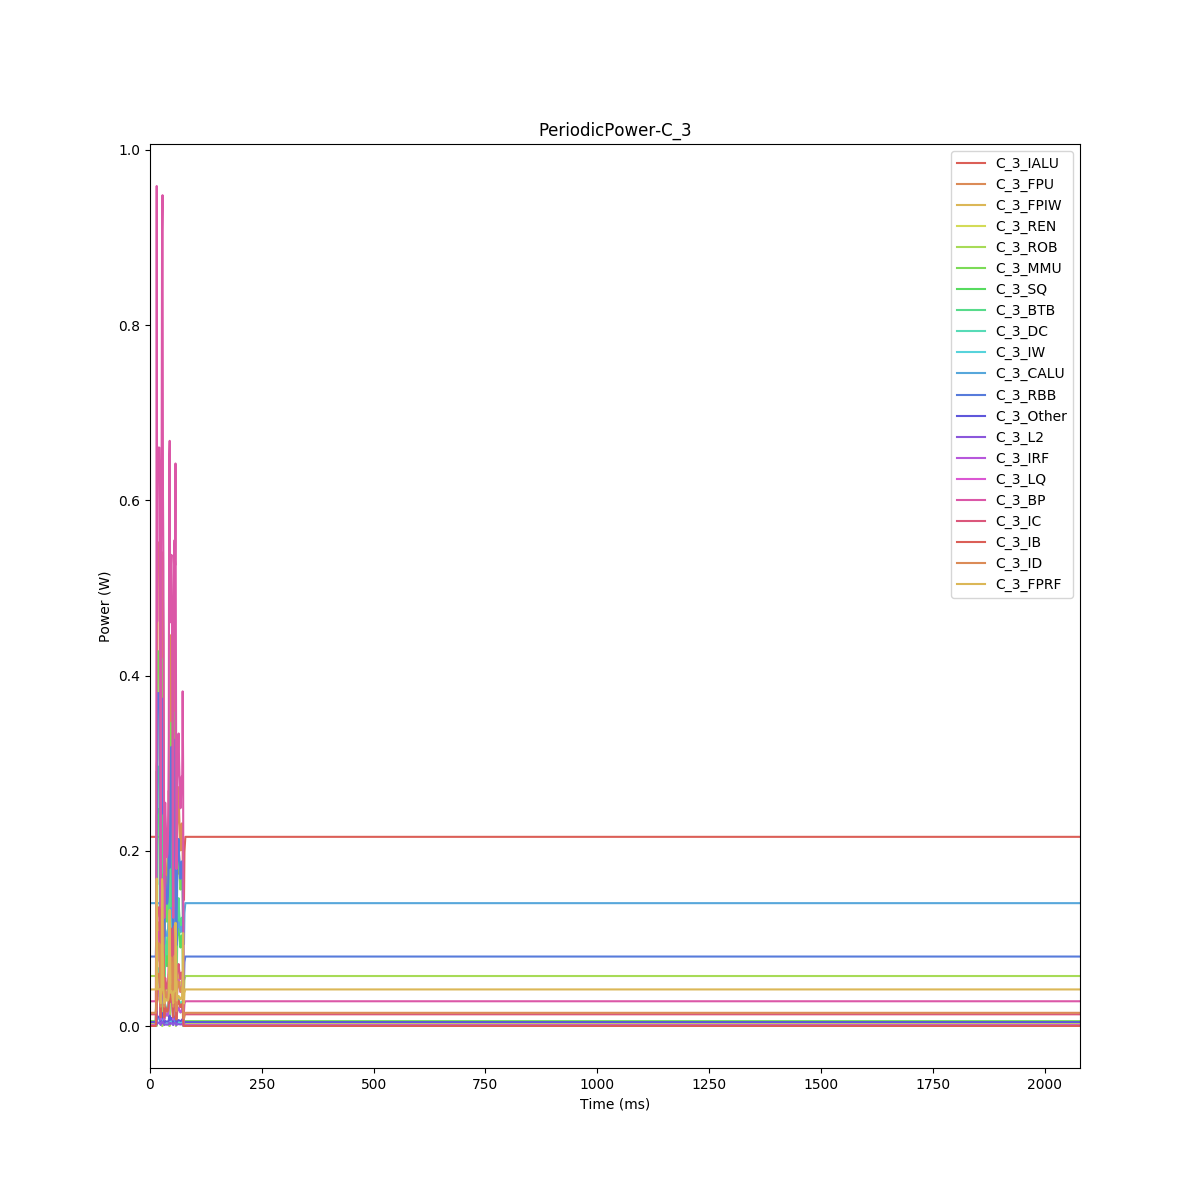 PeriodicPower-C_3
1.0
0.8
0.6
0.4
0.2
0.0
Power (W)
C_3_IALU
C_3_FPU
C_3_FPIW
C_3_REN
C_3_ROB
C_3_MMU
C_3_SQ
C_3_BTB
C_3_DC
C_3_IW
C_3_CALU
C_3_RBB
C_3_Other
C_3_L2
C_3_IRF
C_3_LQ
C_3_BP
C_3_IC
C_3_IB
C_3_ID
C_3_FPRF
0 250 500 750 1000 1250 1500 1750 2000
Time (ms)